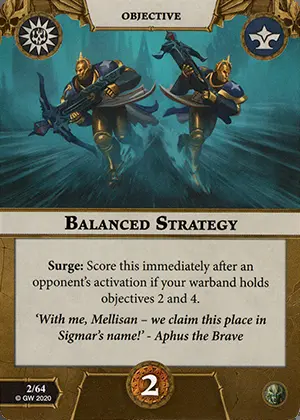 OBJECTIVE
BALANCED STRATEGY
Surge: Score this immediately after an
opponent's activation if your warband holds
objectives 2 and 4.
‘With me, Mellisan – we claim this place in
Sigmar's name!’ - Aphus the Brave
2/64
© GW 2020
2